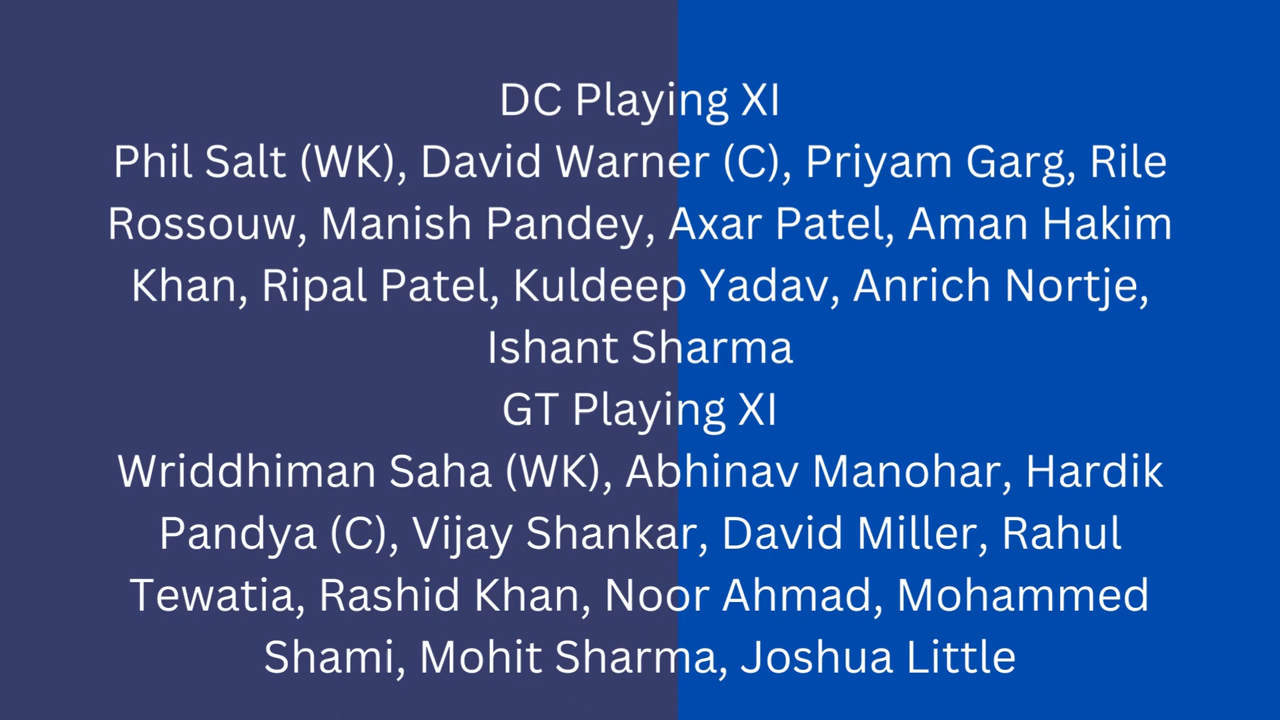 DC Playing XI
Phil Salt (WK), David Warner (C), Priyam Garg, Rile
Rossouw, Manish Pandey, Axar Patel, Aman Hakim
Khan, Ripal Patel, Kuldeep Yadav, Anrich Nortje,
Ishant Sharma
GT Playing XI
Wriddhiman Saha (WK), Abhinav Manohar, Hardik
Pandya (C), Vijay Shankar, David Miller, Rahul
Tewatia, Rashid Khan, Noor Ahmad, Mohammed
Shami, Mohit Sharma, Joshua Little